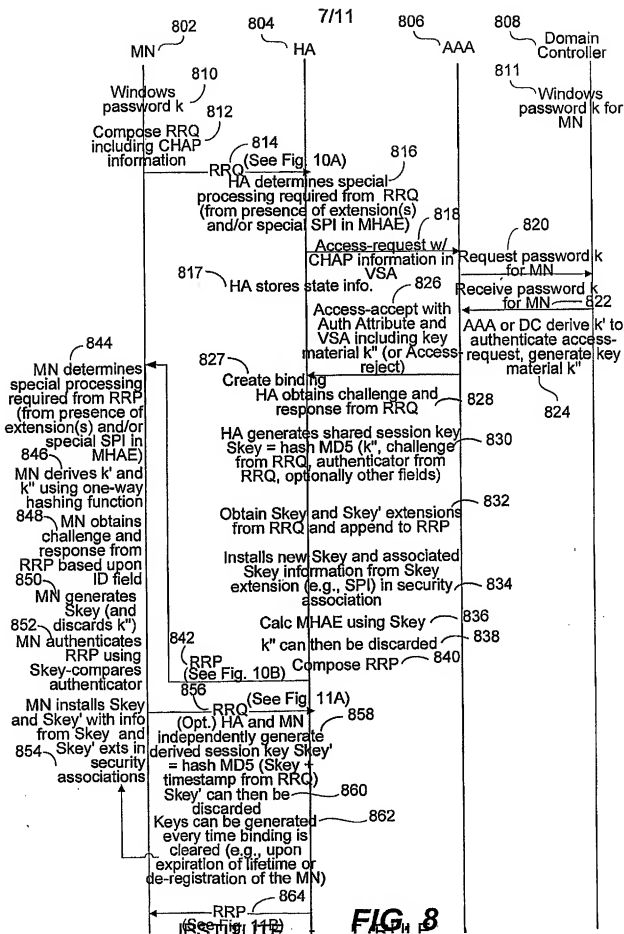 7/11
MN 802
804 HA
806 AAA
808 Domain
Controller
Windows 810
password k
811 Windows
password k for
MN
812
Compose RRQ
including CHAP
information
814
RRQ (See Fig. 10A)
816
HA determines special
processing required from RRQ
(from presence of extension(s)
and/or special SPI in MHAE)
818
Access-request w/
CHAP information in
VSA
820
Request password k
for MN
817 HA stores state info.
Receive password k
for MN 822
826
Access-accept with
Auth Attribute and
VSA including key
material k" (or Access-
reject)
AAA or DC derive k' to
authenticate access-
request, generate key
material k"
824
827
Create binding
HA obtains challenge and
response from RRQ 828
HA generates shared session key
Skey = hash MD5 (k", challenge 830
from RRQ, authenticator from
RRQ, optionally other fields)
832
Obtain Skey and Skey' extensions
from RRQ and append to RRP
Installs new Skey and associated
Skey information from Skey
extension (e.g., SPI) in security 834
association
Calc MHAE using Skey 836
k" can then be discarded 838
Compose RRP 840
842
RRP
(See Fig. 10B)
844
MN determines
special processing
required from RRP
(from presence of
extension(s) and/or
special SPI in
MHAE)
846
MN derives k' and
k" using one-way
hashing function
848 MN obtains
challenge and
response from
RRP based upon
ID field
850
MN generates
Skey (and
discards k")
852
MN authenticates
RRP using
Skey-compares
authenticator
MN installs Skey
and Skey' with info
from Skey and
Skey' exts in
854 security
associations
856
RRQ (See Fig. 11A)
(Opt.) HA and MN 858
independently generate
derived session key Skey'
= hash MD5 (Skey +
timestamp from RRQ)
Skey' can then be 860
discarded
Keys can be generated 862
every time binding is
cleared (e.g., upon
expiration of lifetime or
de-registration of the MN)
864
RRP
(See Fig. 11B)
FIG. 8